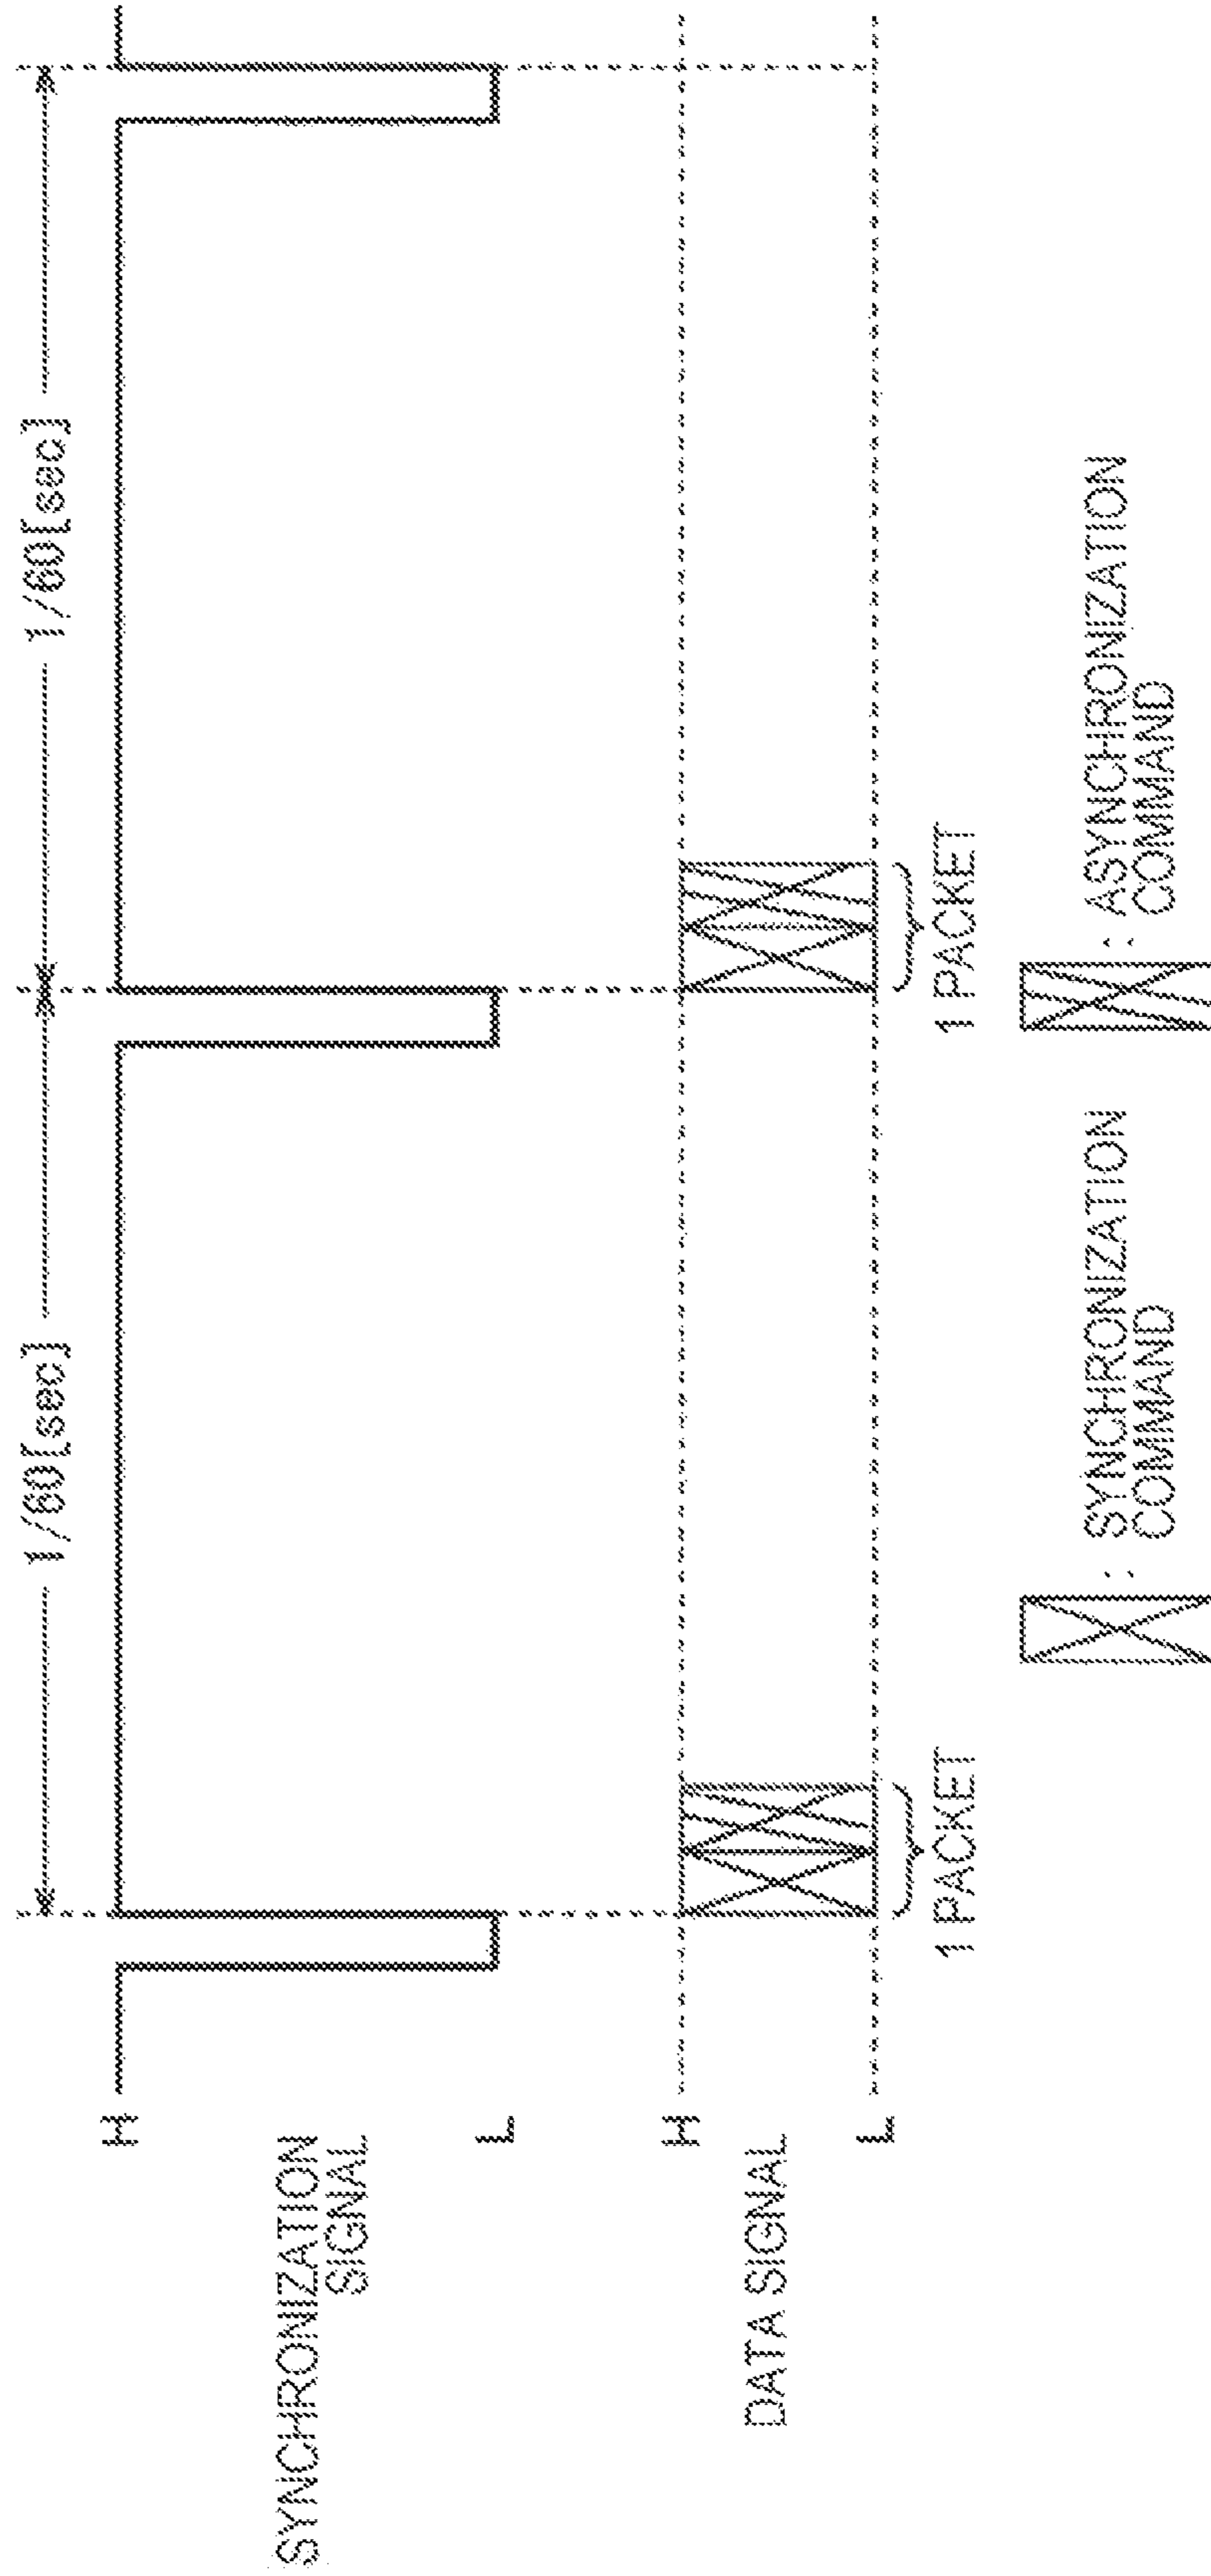 1/60[sec]
1/60[sec]
H
SYNCHRONIZATION
SIGNAL
L
H
DATA SIGNAL
L
1 PACKET
1 PACKET
: SYNCHRONIZATION
COMMAND
: ASYNCHRONIZATION
COMMAND